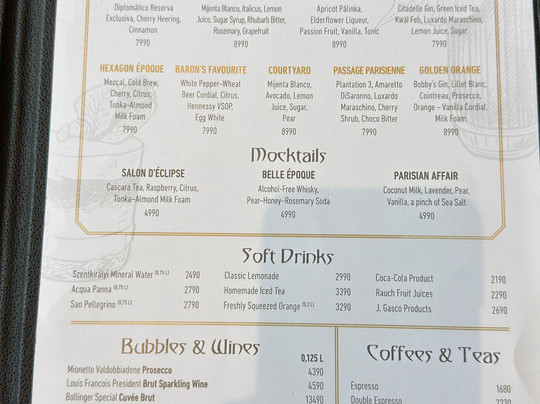 Diplomático Reserva
Exclusiva, Cherry Heering,
Cinnamon
7990
Mijenta Blanco, Italicus, Lemon
Juice, Sugar Syrup, Rhubarb Bitter,
Rosemary, Grapefruit
8990
Apricot Pálinka,
Elderflower Liqueur,
Passion Fruit, Vanilla, Tonic
8990
Citadelle Gin, Green Iced Tea,
Kwai Feh, Luxardo Maraschino,
Lemon Juice, Sugar
7990
HEXAGON ÉPOQUE
Mezcal, Cold Brew,
Cherry, Citrus,
Tonka-Almond
Milk Foam
7990
BARON'S FAVOURITE
White Pepper-Wheat
Beer Cordial, Citrus,
Hennessy VSOP,
Egg White
7990
COURTYARD
Mijenta Blanco,
Avocado, Lemon
Juice, Sugar,
Pear
8990
PASSAGE PARISIENNE
Plantation 3, Amaretto
DiSaronno, Luxardo
Maraschino, Cherry
Shrub, Choco Bitter
7990
GOLDEN ORANGE
Bobby's Gin, Lillet Blanc,
Cointreau, Prosecco,
Orange – Vanilla Cordial,
Milk Foam
8990
Mocktails
SALON D'ÉCLIPSE
Cascara Tea, Raspberry, Citrus,
Tonka-Almond Milk Foam
4990
BELLE ÉPOQUE
Alcohol-Free Whisky,
Pear-Honey-Rosemary Soda
4990
PARISIAN AFFAIR
Coconut Milk, Lavender, Pear,
Vanilla, a pinch of Sea Salt
4990
Soft Drinks
Szentkirályi Mineral Water (0,75 L) 2490
Acqua Panna (0,75 L) 2790
San Pellegrino (0,75 L) 2790
Classic Lemonade 2990
Homemade Iced Tea 3390
Freshly Squeezed Orange (0,2 L) 3290
Coca-Cola Product 2190
Rauch Fruit Juices 2290
J. Gasco Products 2690
Bubbles & Wines
0,125 L
Mionetto Valdobbiadene Prosecco 4390
Louis Francois President Brut Sparkling Wine 4590
Bollinger Special Cuvée Brut 13490
Coffees & Teas
Espresso 1680
Double Espresso 2230